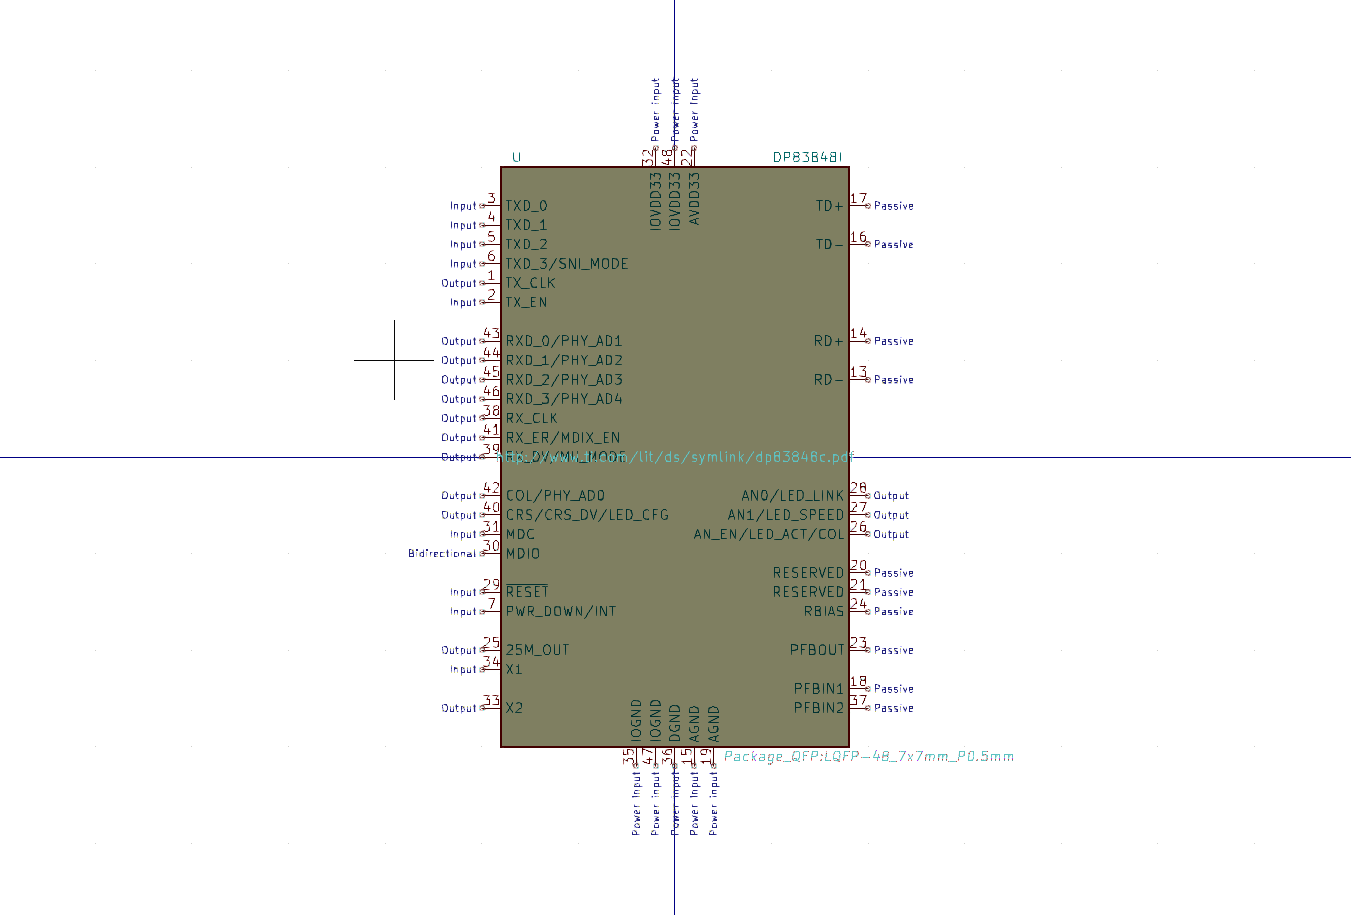 Power Input Power Input Power Input
32 48 22
U DP83848I
IOVDD33 IOVDD33 AVDD33
Input 3 TXD_0 TD+ 17 Passive
Input 4 TXD_1
Input 5 TXD_2 TD- 16 Passive
Input 6 TXD_3/SNI_MODE
Output 1 TX_CLK
Input 2 TX_EN
Output 43 RXD_0/PHY_AD1 RD+ 14 Passive
Output 44 RXD_1/PHY_AD2
Output 45 RXD_2/PHY_AD3 RD- 13 Passive
Output 46 RXD_3/PHY_AD4
Output 38 RX_CLK
Output 41 RX_ER/MDIX_EN
Output 39 RX_DV/MII_MODE http://www.ti.com/lit/ds/symlink/dp83848c.pdf
Output 42 COL/PHY_AD0 AN0/LED_LINK 28 Output
Output 40 CRS/CRS_DV/LED_CFG AN1/LED_SPEED 27 Output
Input 31 MDC AN_EN/LED_ACT/COL 26 Output
Bidirectional 30 MDIO
RESERVED 20 Passive
Input 29 RESET RESERVED 21 Passive
Input 7 PWR_DOWN/INT RBIAS 24 Passive
Output 25 25M_OUT PFBOUT 23 Passive
Input 34 X1
PFBIN1 18 Passive
Output 33 X2 PFBIN2 37 Passive
IOGND IOGND DGND AGND AGND
35 47 36 15 19
Package_QFP:LQFP-48_7x7mm_P0.5mm
Power Input Power Input Power Input Power Input Power Input